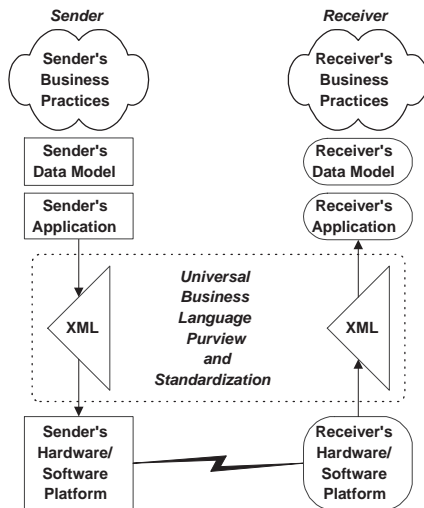 Sender
Receiver
Sender's
Business
Practices
Receiver's
Business
Practices
Sender's
Data Model
Receiver's
Data Model
Sender's
Application
Receiver's
Application
Universal
Business
Language
Purview
and
Standardization
XML
XML
Sender's
Hardware/
Software
Platform
Receiver's
Hardware/
Software
Platform